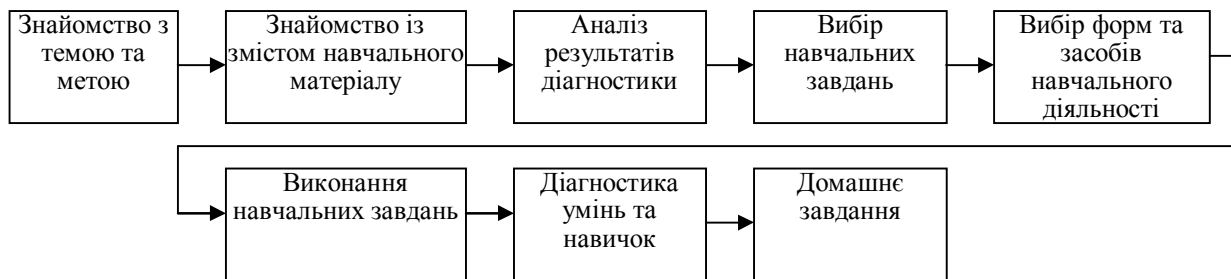 Знайомство з
темою та
метою
Знайомство із
змістом навчального
матеріалу
Аналіз
результатів
діагностики
Вибір
навчальних
завдань
Вибір форм та
засобів
навчального
діяльності
Виконання
навчальних завдань
Діагностика
умінь та
навичок
Домашнє
завдання